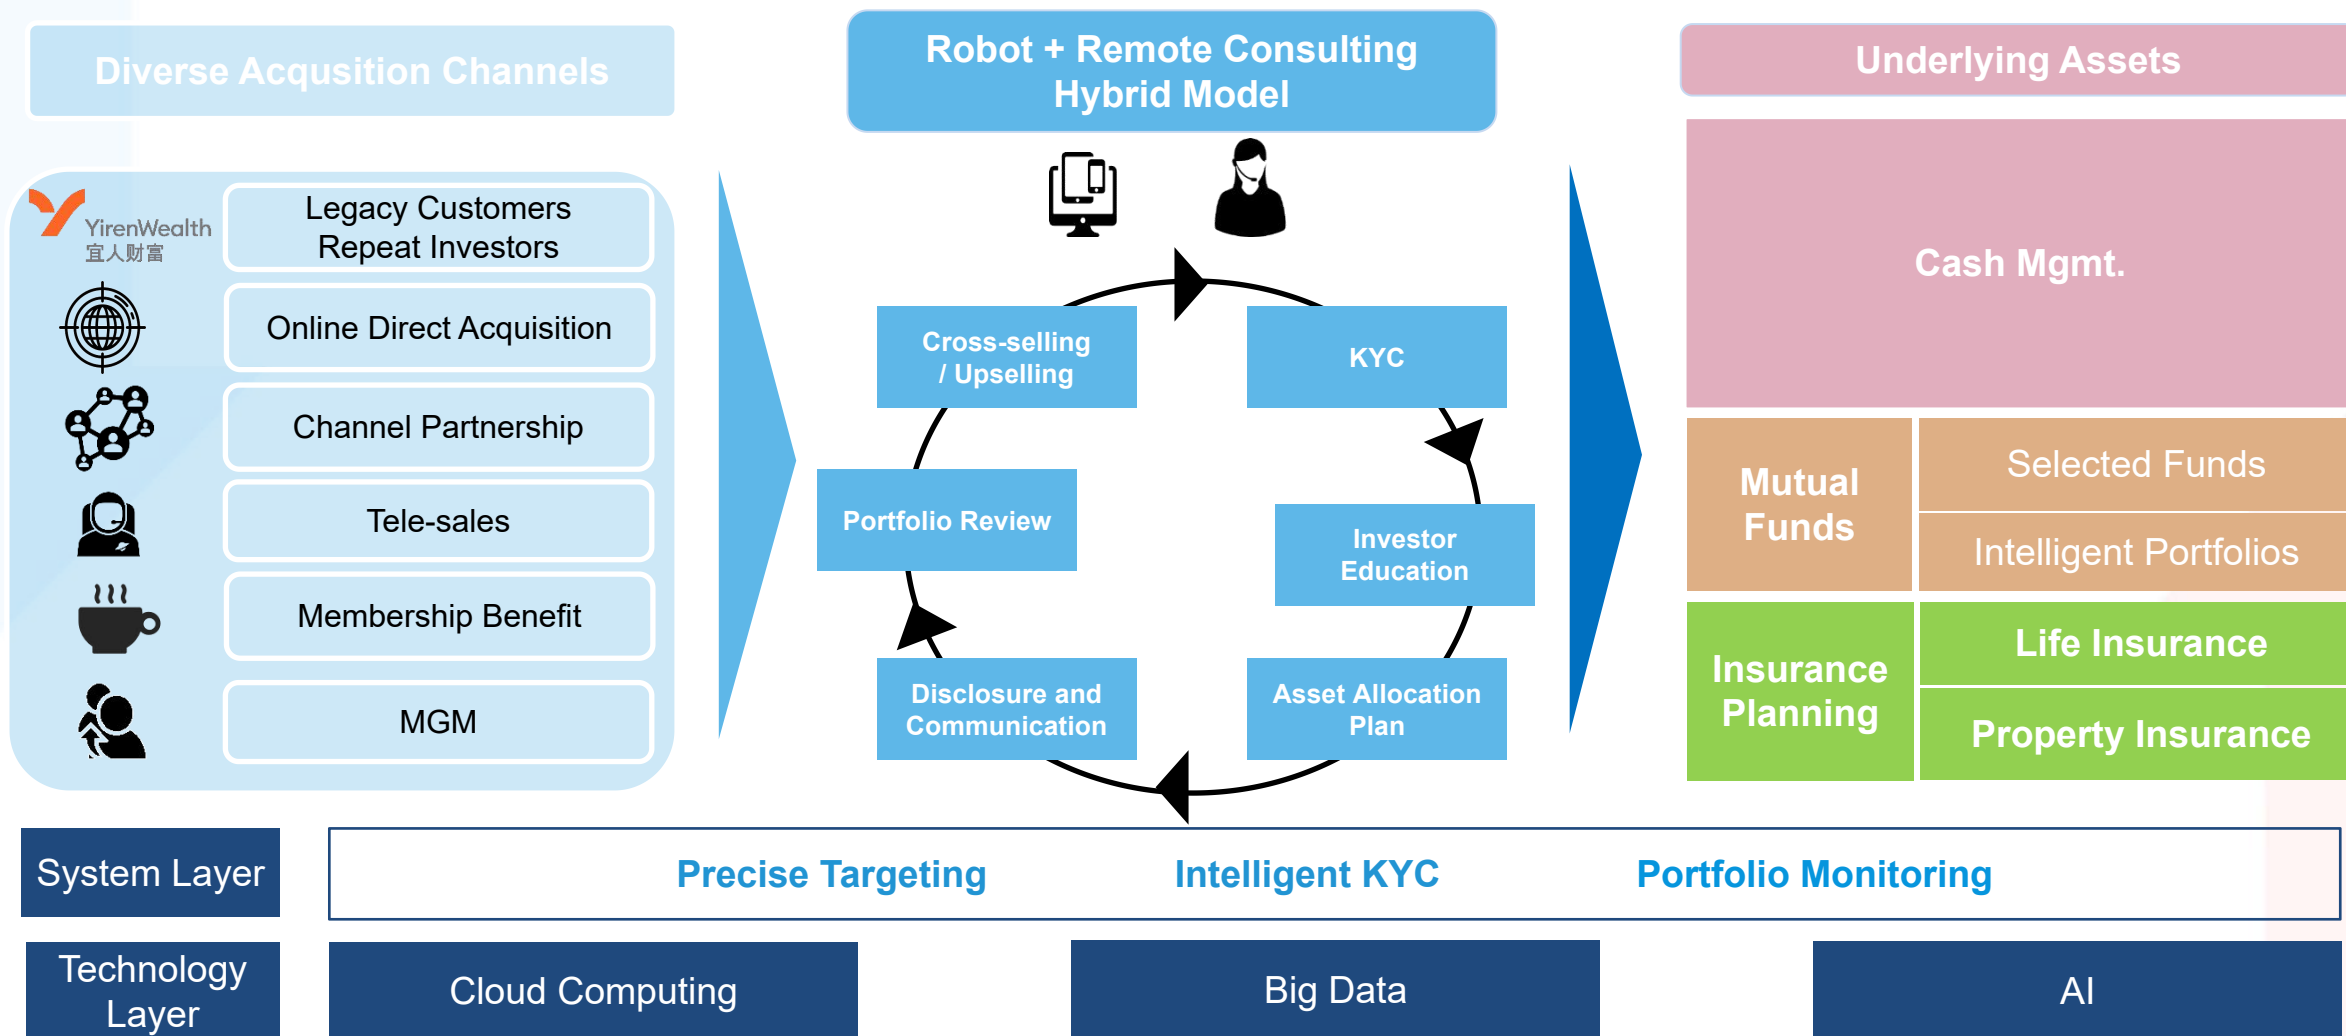 Diverse Acqusition Channels
YirenWealth
宜人财富
Legacy Customers
Repeat Investors
Online Direct Acquisition
Channel Partnership
Tele-sales
Membership Benefit
MGM
Robot + Remote Consulting
Hybrid Model
Cross-selling
/ Upselling
KYC
Portfolio Review
Investor
Education
Disclosure and
Communication
Asset Allocation
Plan
Underlying Assets
Cash Mgmt.
Mutual
Funds
Selected Funds
Intelligent Portfolios
Insurance
Planning
Life Insurance
Property Insurance
System Layer
Precise Targeting
Intelligent KYC
Portfolio Monitoring
Technology
Layer
Cloud Computing
Big Data
AI